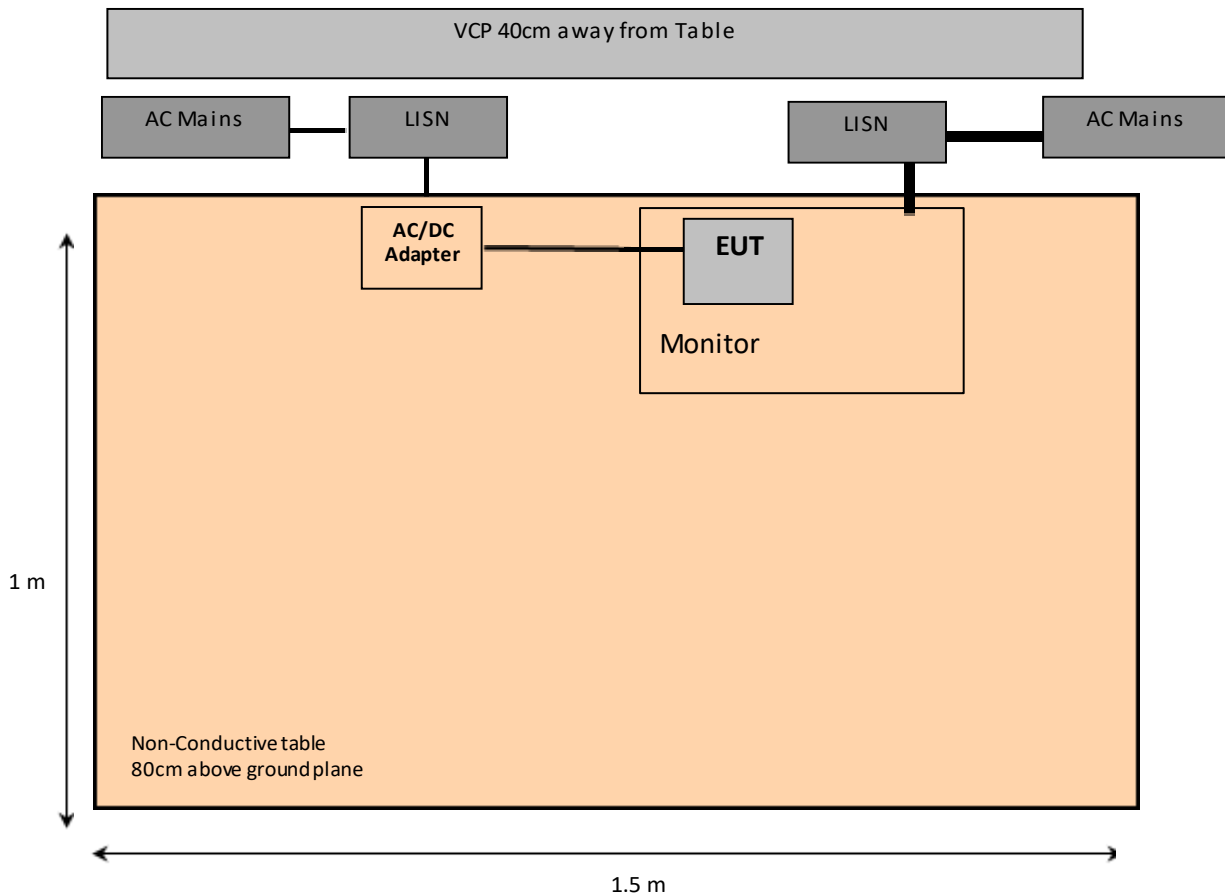 VCP 40cm away from Table
AC Mains
LISN
LISN
AC Mains
AC/DC
Adapter
EUT
Monitor
1 m
Non-Conductive table
80cm above ground plane
1.5 m